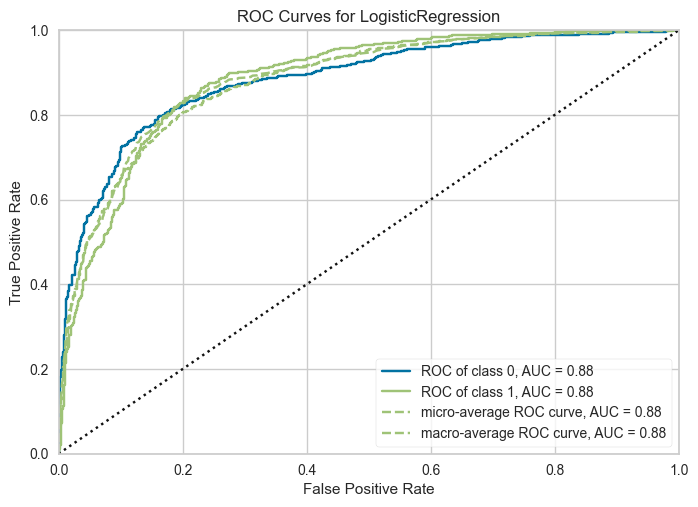 ROC Curves for LogisticRegression
1.0
0.8
0.6
0.4
0.2
0.0
True Positive Rate
ROC of class 0, AUC = 0.88
ROC of class 1, AUC = 0.88
micro-average ROC curve, AUC = 0.88
macro-average ROC curve, AUC = 0.88
0.0 0.2 0.4 0.6 0.8 1.0
False Positive Rate